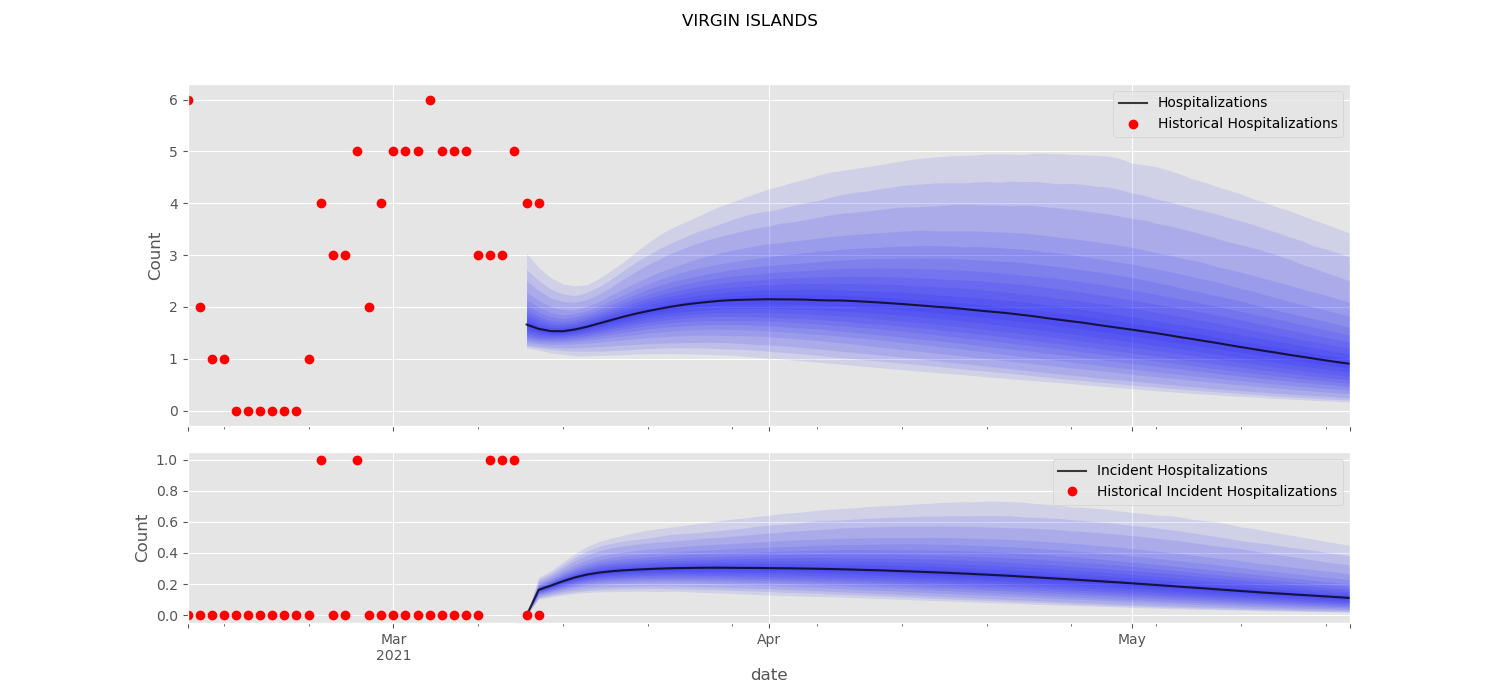 VIRGIN ISLANDS
6
5
4
3
2
1
0
Count
Hospitalizations
Historical Hospitalizations
1.0
0.8
0.6
0.4
0.2
0.0
Count
Incident Hospitalizations
Historical Incident Hospitalizations
Mar
2021
Apr
May
date